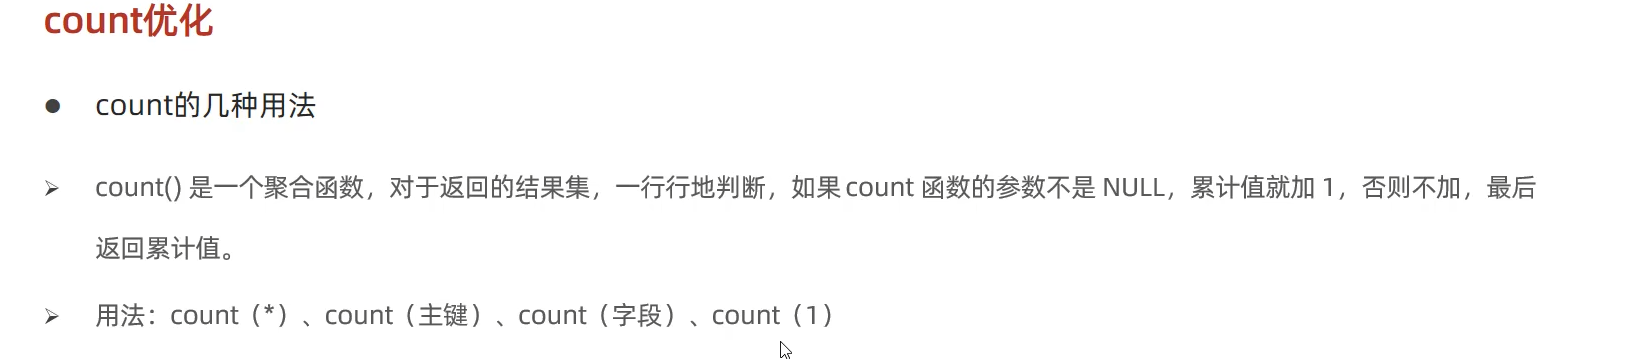 count优化
● count的几种用法
➢ count() 是一个聚合函数，对于返回的结果集，一行行地判断，如果 count 函数的参数不是 NULL，累计值就加 1，否则不加，最后
返回累计值。
➢ 用法：count（*）、count（主键）、count（字段）、count（1）